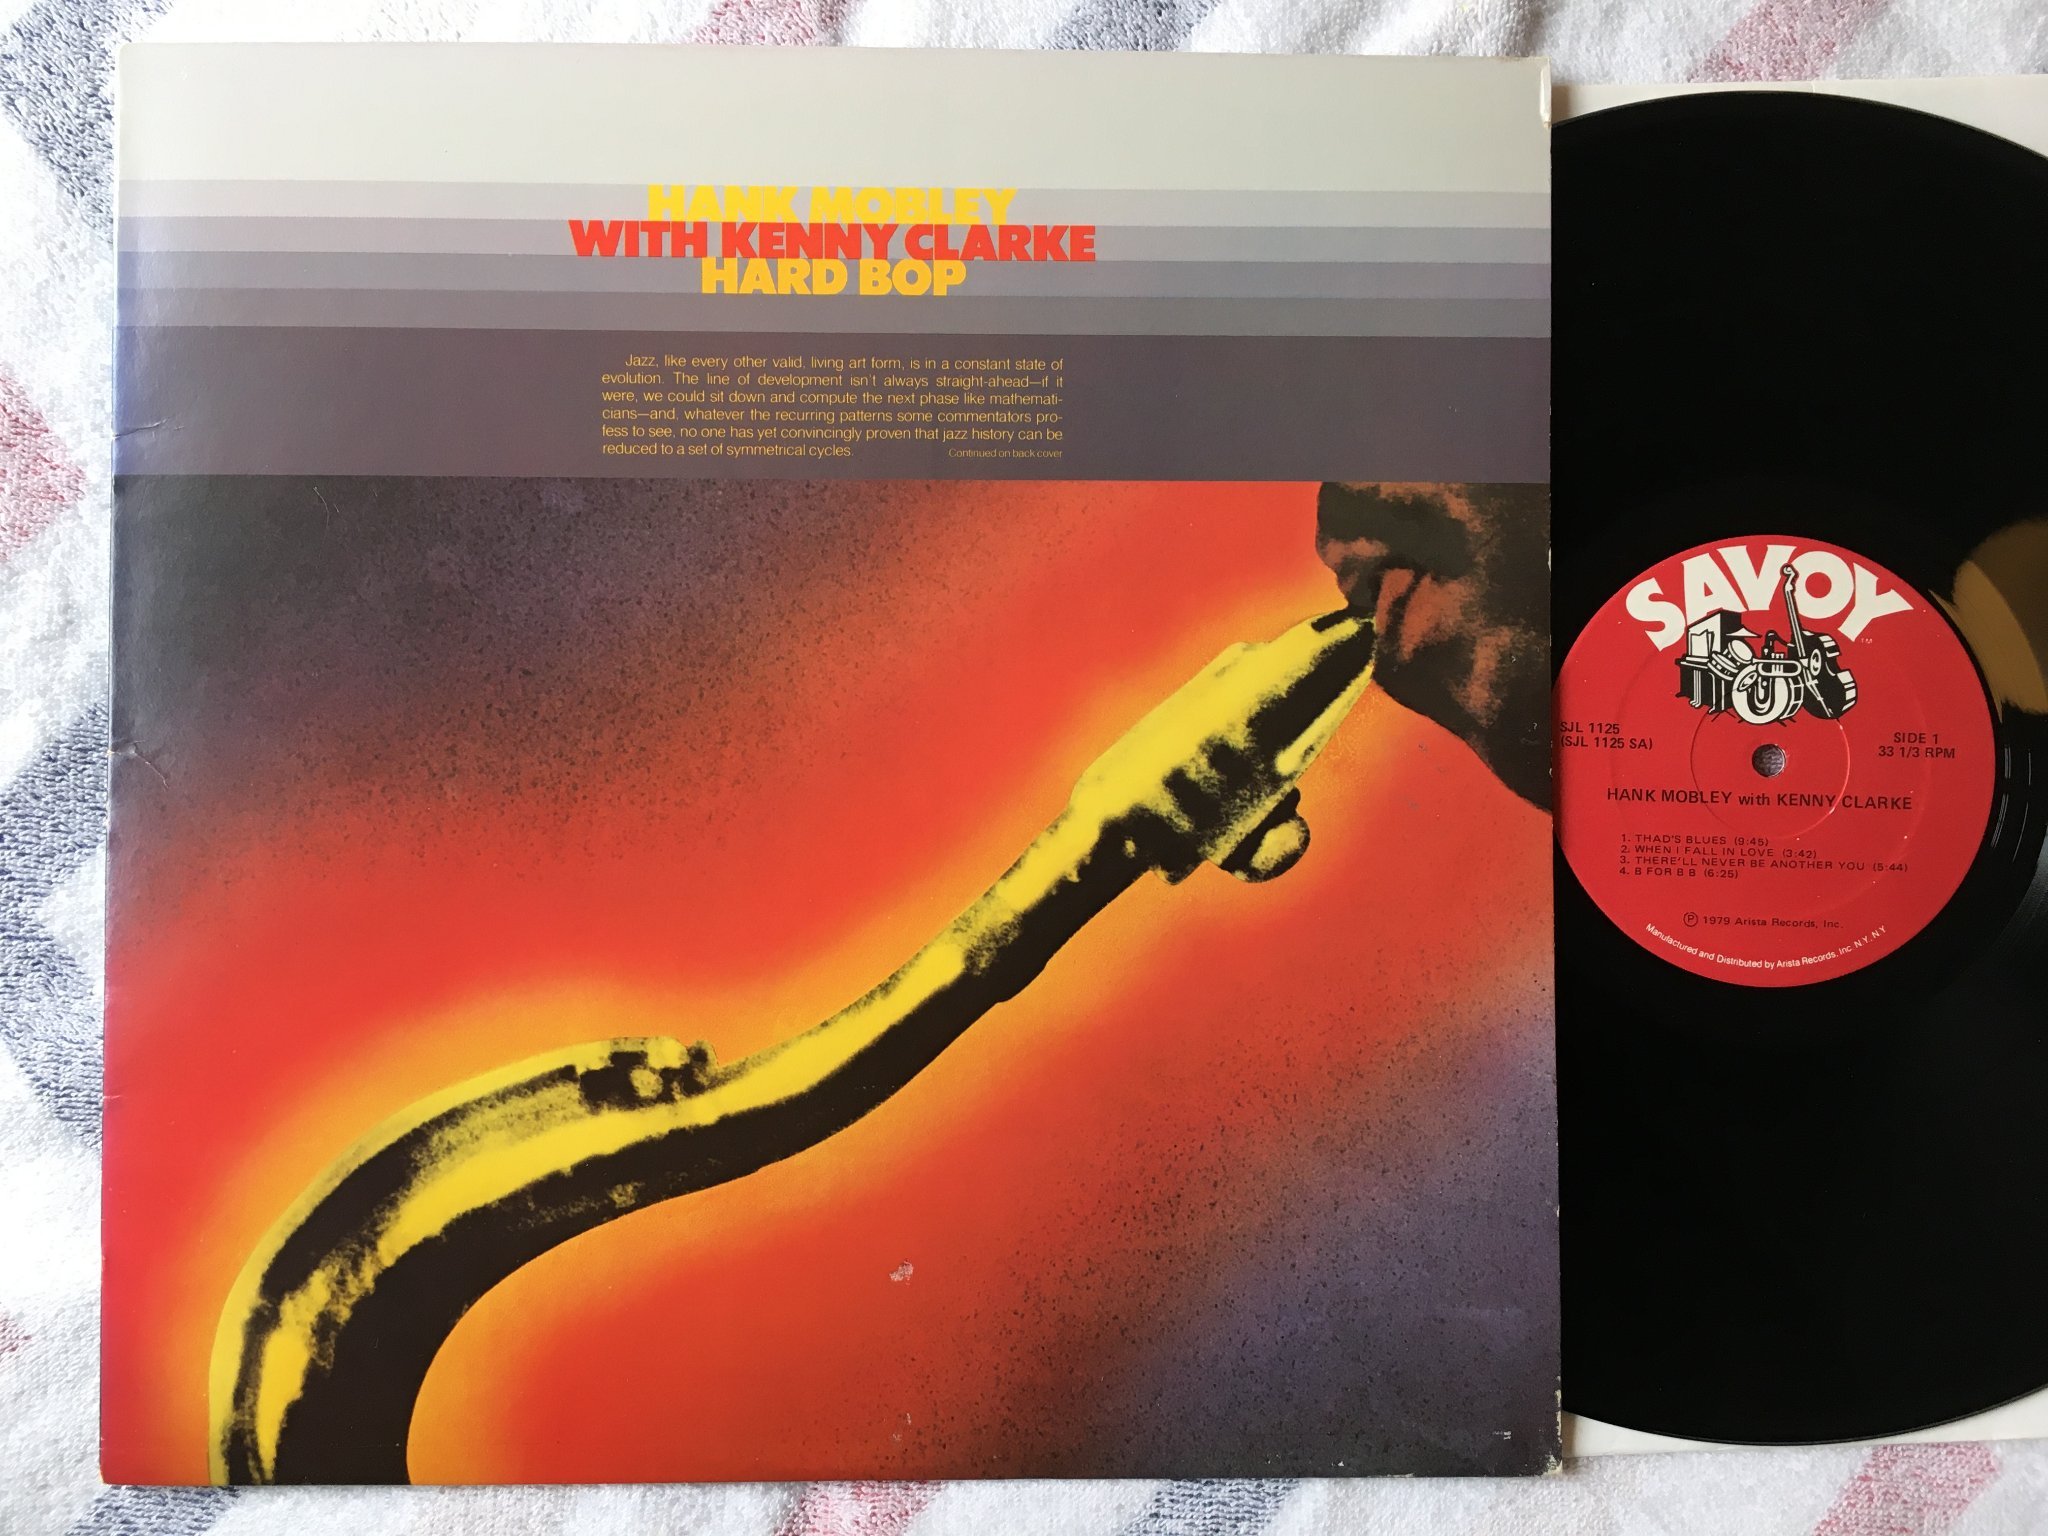 HANK MOBLEY
WITH KENNY CLARKE
HARD BOP
Jazz, like every other valid, living art form, is in a constant state of
evolution. The line of development isn't always straight-ahead—if it
were, we could sit down and compute the next phase like mathemati-
cians—and, whatever the recurring patterns some commentators pro-
fess to see, no one has yet convincingly proven that jazz history can be
reduced to a set of symmetrical cycles.
Continued on back cover
SAVOY
TM
SJL 1125
(SJL 1125 SA)
SIDE 1
33 1/3 RPM
HANK MOBLEY with KENNY CLARKE
1. THAD'S BLUES (9:45)
2. WHEN I FALL IN LOVE (3:42)
3. THERE'LL NEVER BE ANOTHER YOU (5:44)
4. B FOR B B (6:25)
Ⓟ 1979 Arista Records, Inc.
Manufactured and Distributed by Arista Records, Inc. N.Y., N.Y.